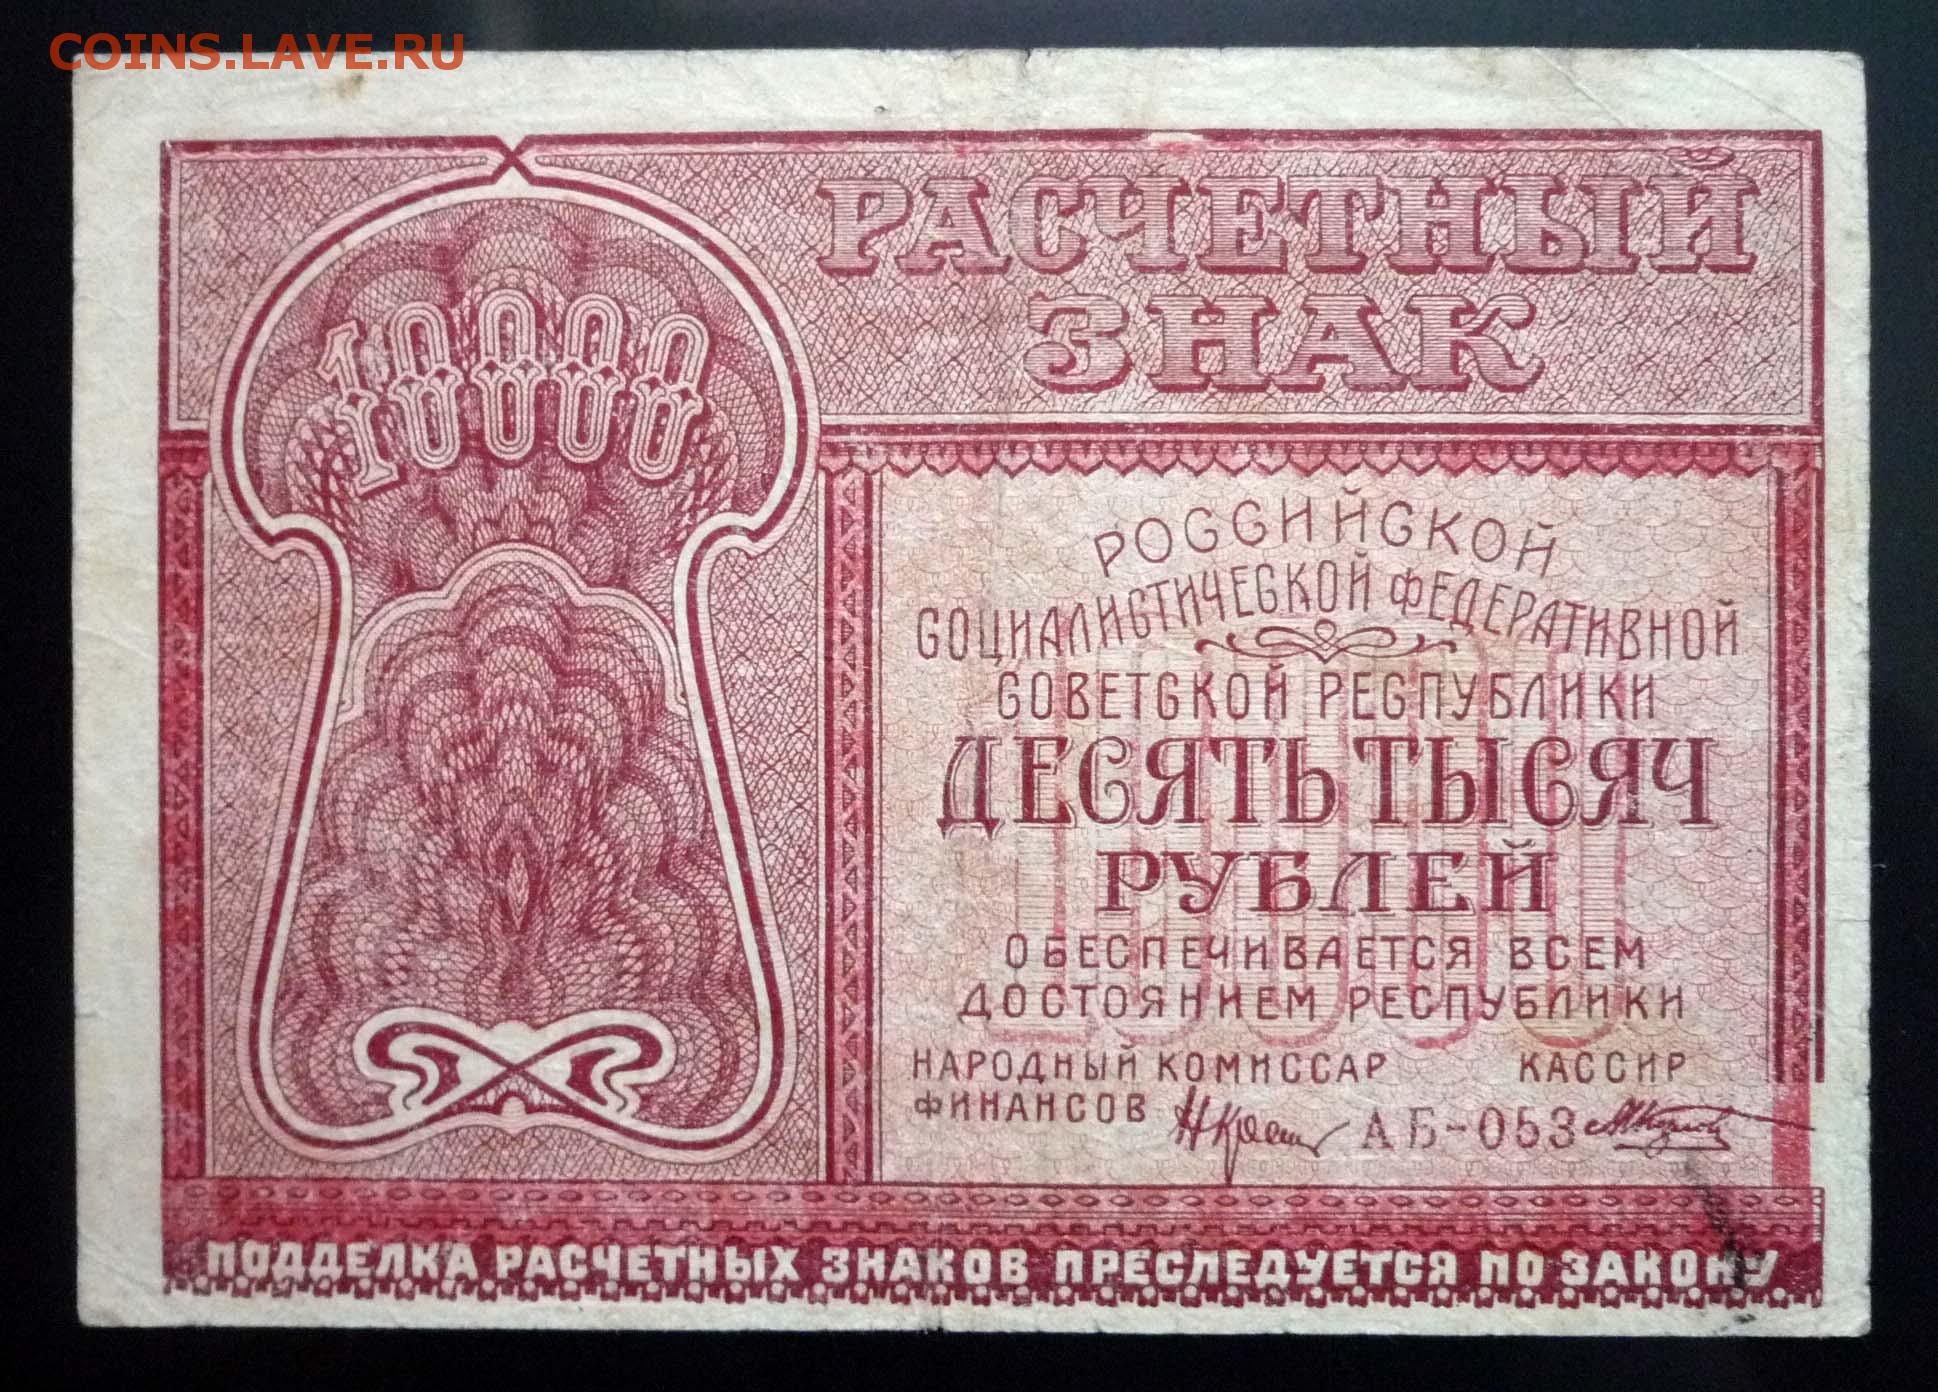 COINS.LAVE.RU
РАСЧЕТНЫЙ
ЗНАК
10000
РОССИЙСКОЙ
СОЦИАЛИСТИЧЕСКОЙ ФЕДЕРАТИВНОЙ
СОВЕТСКОЙ РЕСПУБЛИКИ
ДЕСЯТЬ ТЫСЯЧ
РУБЛЕЙ
ОБЕСПЕЧИВАЕТСЯ ВСЕМ
ДОСТОЯНИЕМ РЕСПУБЛИКИ
НАРОДНЫЙ КОМИССАР КАССИР
ФИНАНСОВ АБ-053
ПОДДЕЛКА РАСЧЕТНЫХ ЗНАКОВ ПРЕСЛЕДУЕТСЯ ПО ЗАКОНУ